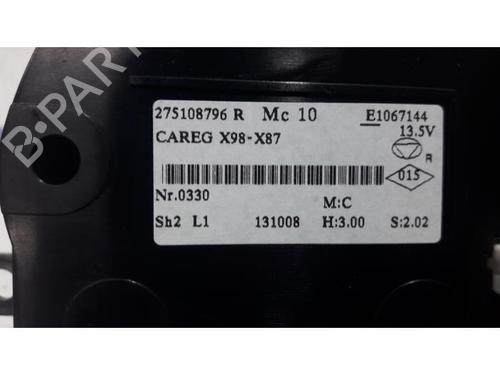 B-PARTS
275108796 R Mc 10 E1067144
13.5V
CAREG X98-X87
R
015
Nr.0330
M:C
Sh2 L1 131008 H:3.00 S:2.02